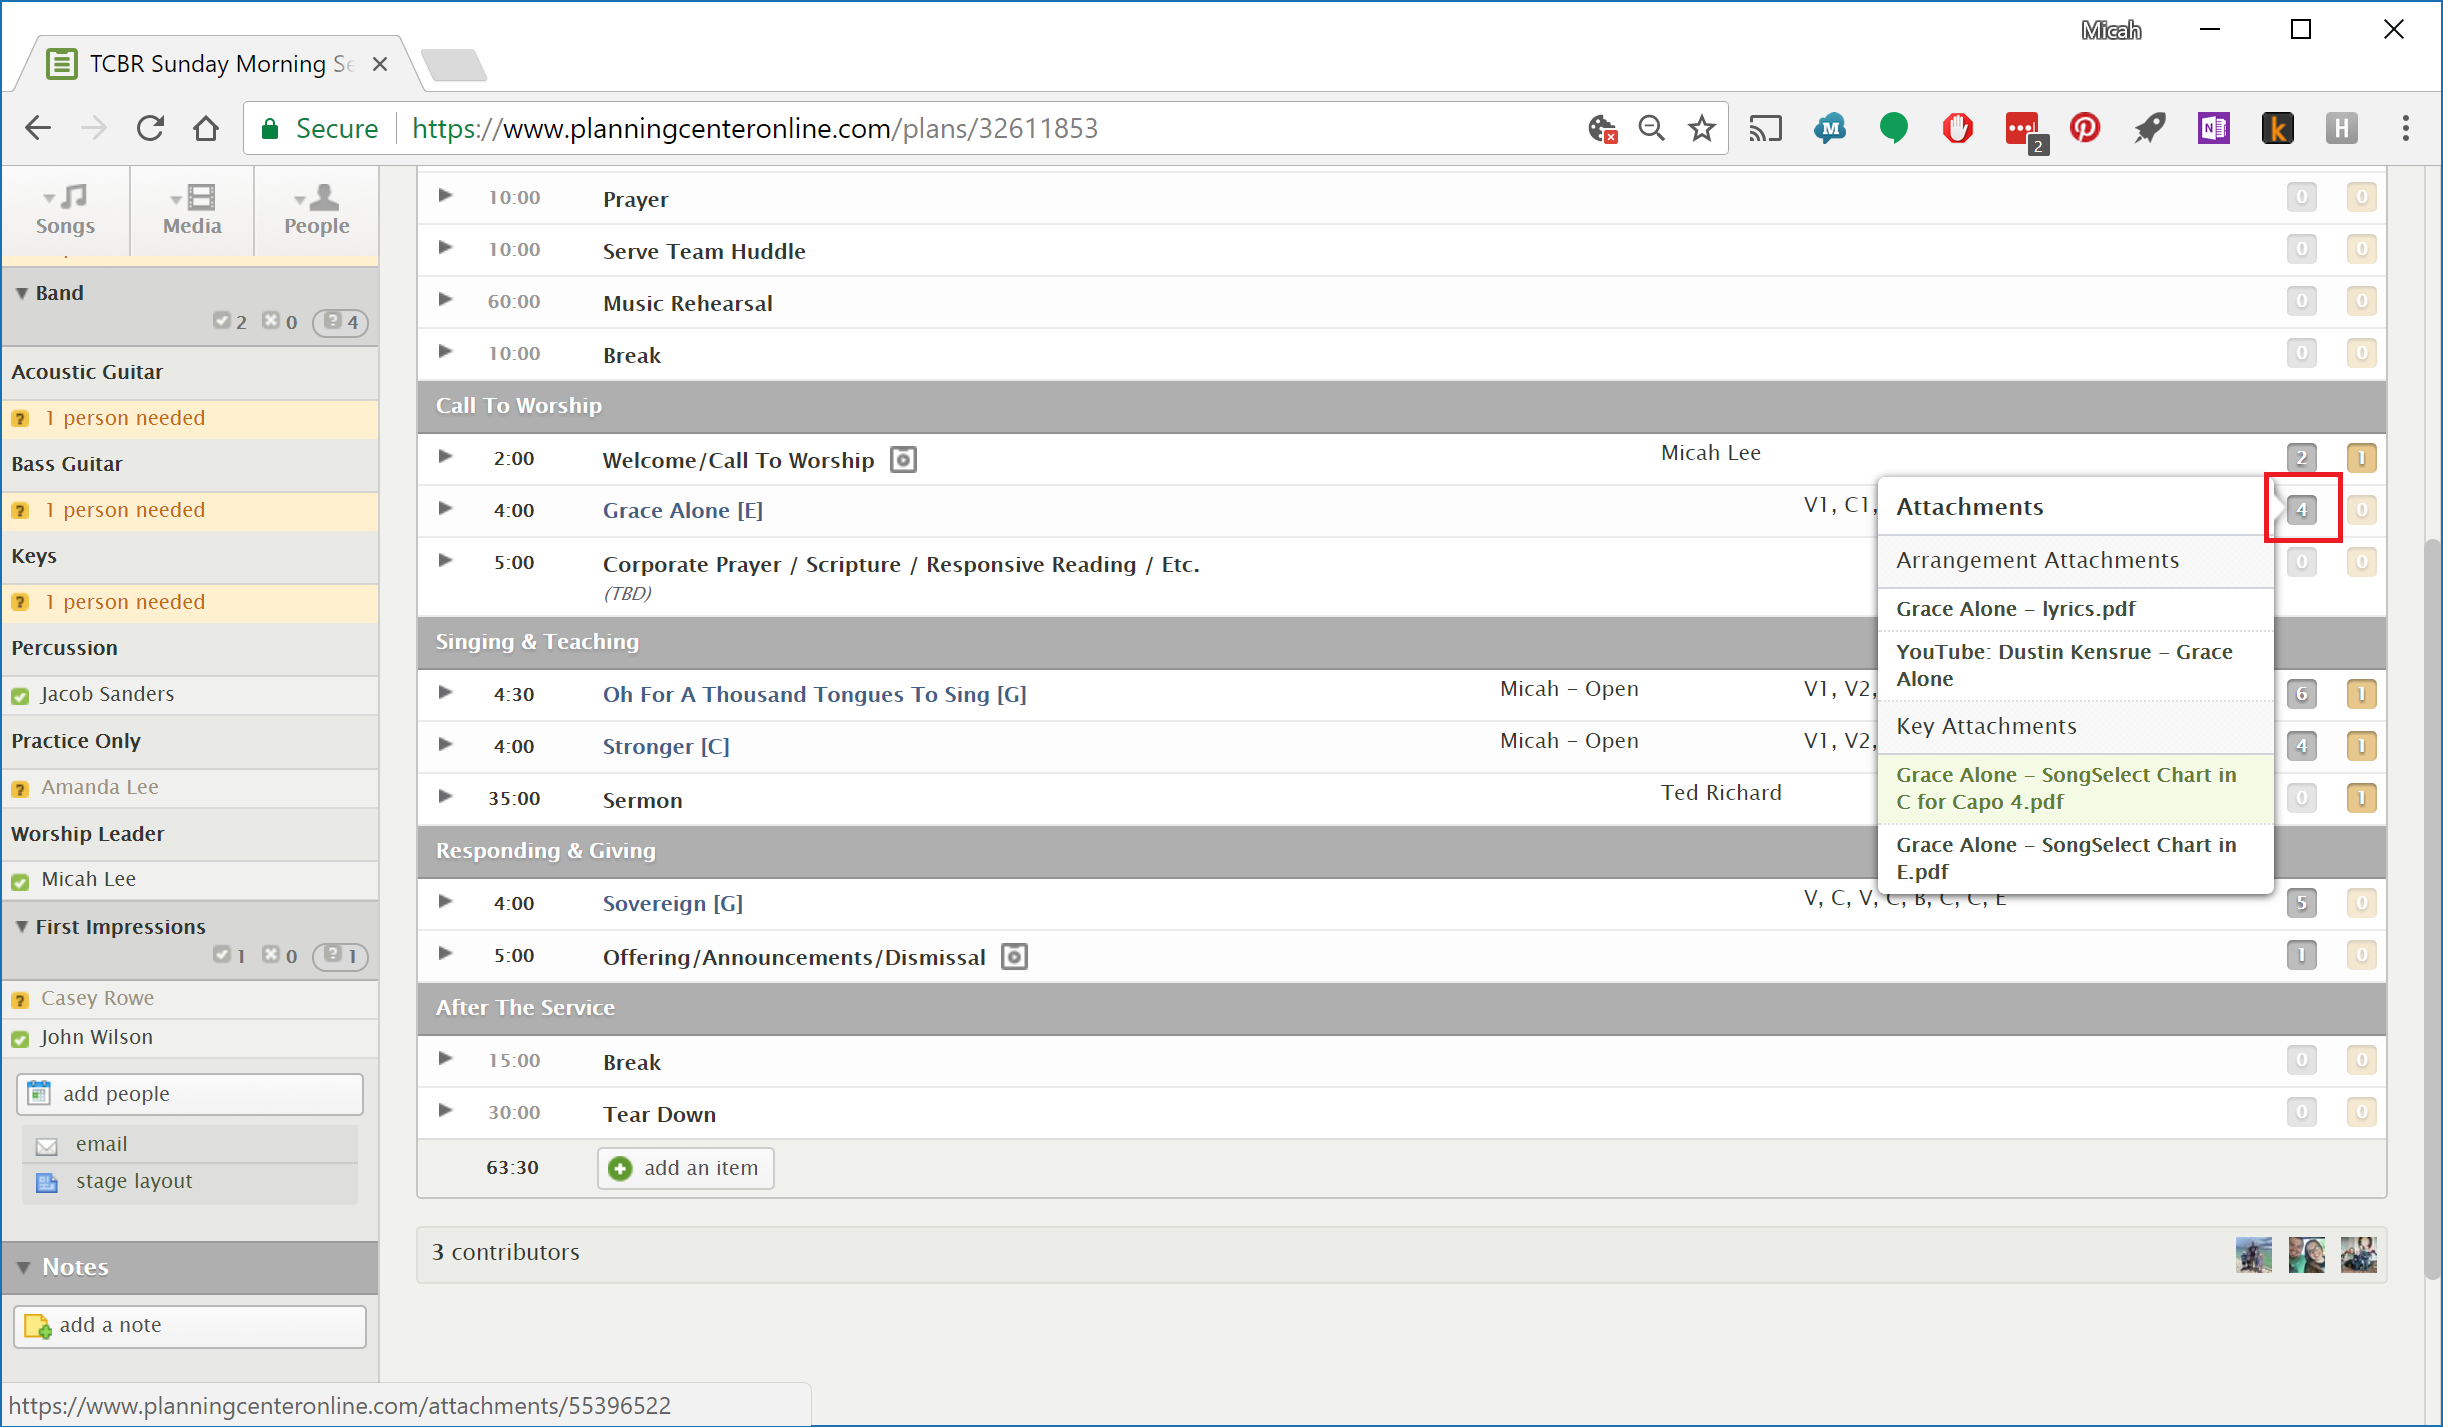 Micah
TCBR Sunday Morning Se
Secure https://www.planningcenteronline.com/plans/32611853
2
Songs Media People
Band
2 0 ? 4
Acoustic Guitar
? 1 person needed
Bass Guitar
? 1 person needed
Keys
? 1 person needed
Percussion
Jacob Sanders
Practice Only
? Amanda Lee
Worship Leader
Micah Lee
First Impressions
1 0 ? 1
? Casey Rowe
John Wilson
add people
email
stage layout
Notes
add a note
10:00 Prayer 0 0
10:00 Serve Team Huddle 0 0
60:00 Music Rehearsal 0 0
10:00 Break 0 0
Call To Worship
2:00 Welcome/Call To Worship Micah Lee 2 1
4:00 Grace Alone [E] V1, C1, 4 0
5:00 Corporate Prayer / Scripture / Responsive Reading / Etc. 0 0
(TBD)
Singing & Teaching
4:30 Oh For A Thousand Tongues To Sing [G] Micah - Open V1, V2, 6 1
4:00 Stronger [C] Micah - Open V1, V2, 4 1
35:00 Sermon Ted Richard 0 1
Responding & Giving
4:00 Sovereign [G] V, C, V, C, B, C, C, E 5 0
5:00 Offering/Announcements/Dismissal 1 0
After The Service
15:00 Break 0 0
30:00 Tear Down 0 0
63:30 add an item
3 contributors
Attachments
Arrangement Attachments
Grace Alone - lyrics.pdf
YouTube: Dustin Kensrue - Grace
Alone
Key Attachments
Grace Alone - SongSelect Chart in
C for Capo 4.pdf
Grace Alone - SongSelect Chart in
E.pdf
https://www.planningcenteronline.com/attachments/55396522